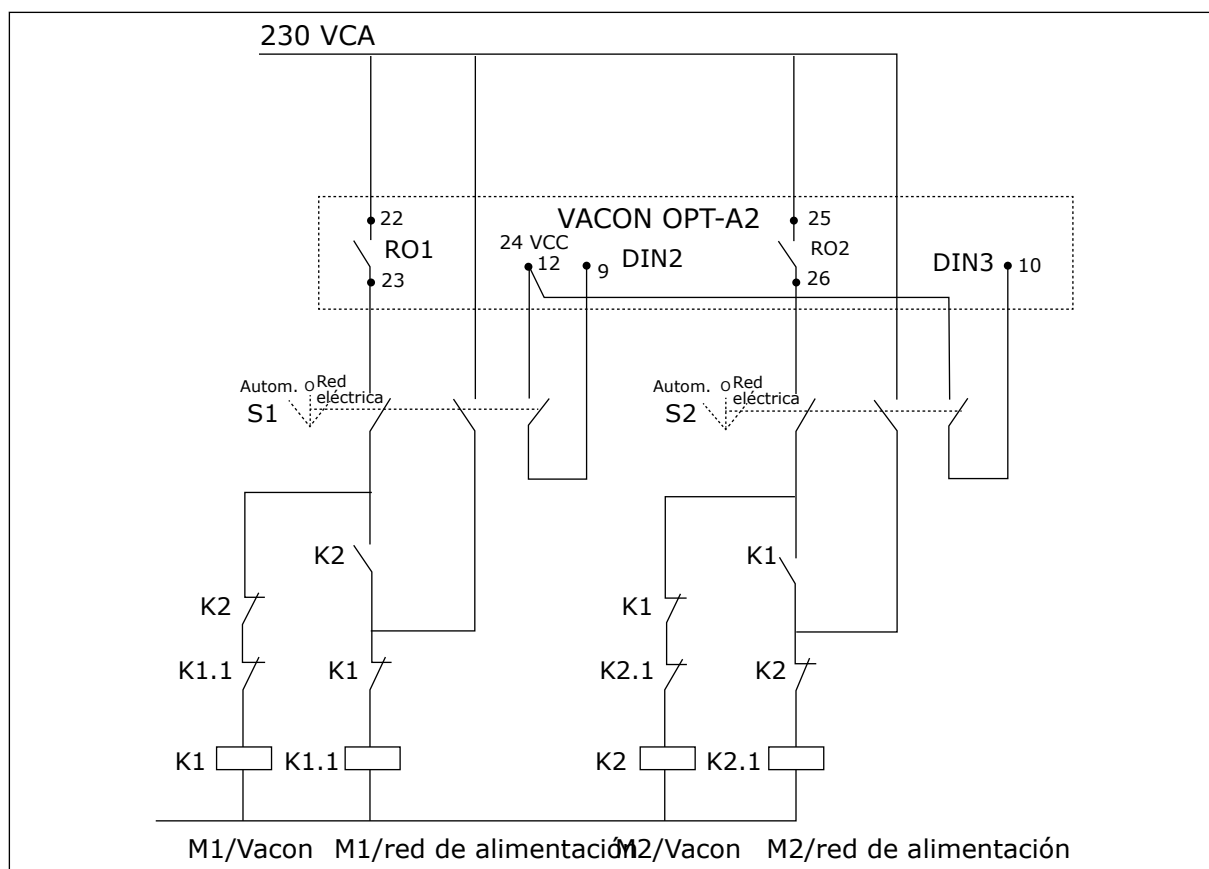 230 VCA
VACON OPT-A2
22
25
RO1
24 VCC
DIN2
RO2
DIN3
12
9
10
23
26
Autom. O Red
eléctrica
S1
Autom. O Red
eléctrica
S2
K2
K1
K2
K1
K1.1
K1
K2.1
K2
K1
K1.1
K2
K2.1
M1/Vacon
M1/red de alimentación
M2/Vacon
M2/red de alimentación